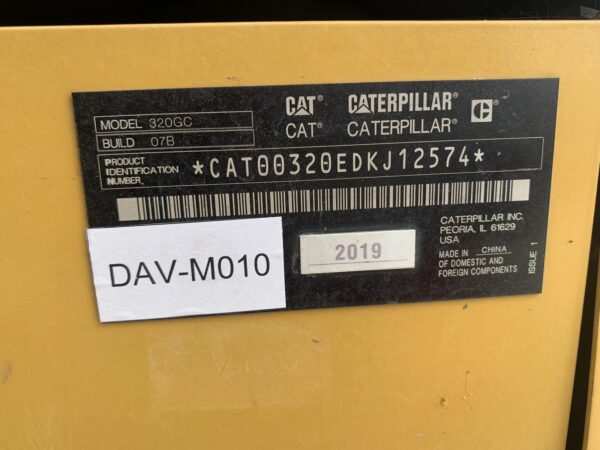 CAT® CATERPILLAR® C®
CAT® CATERPILLAR®
MODEL 320GC
BUILD 07B
PRODUCT
IDENTIFICATION
NUMBER
*CAT00320EDKJ12574*
CATERPILLAR INC.
PEORIA, IL 61629
USA
DAV-M010
2019
MADE IN CHINA
OF DOMESTIC AND
FOREIGN COMPONENTS
ISSUE 1